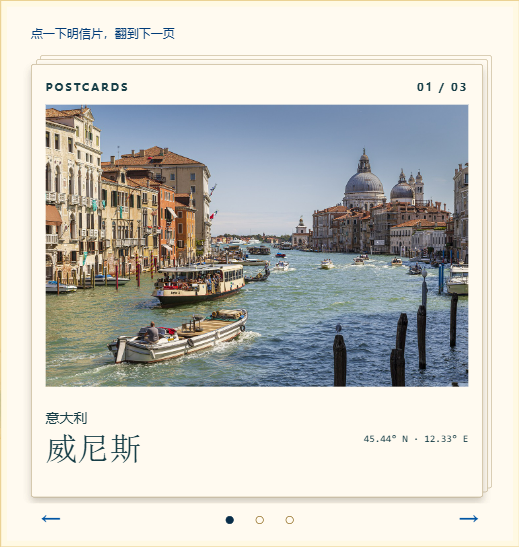 点一下明信片，翻到下一页
POSTCARDS
01 / 03
意大利
威尼斯
45.44° N · 12.33° E
← →